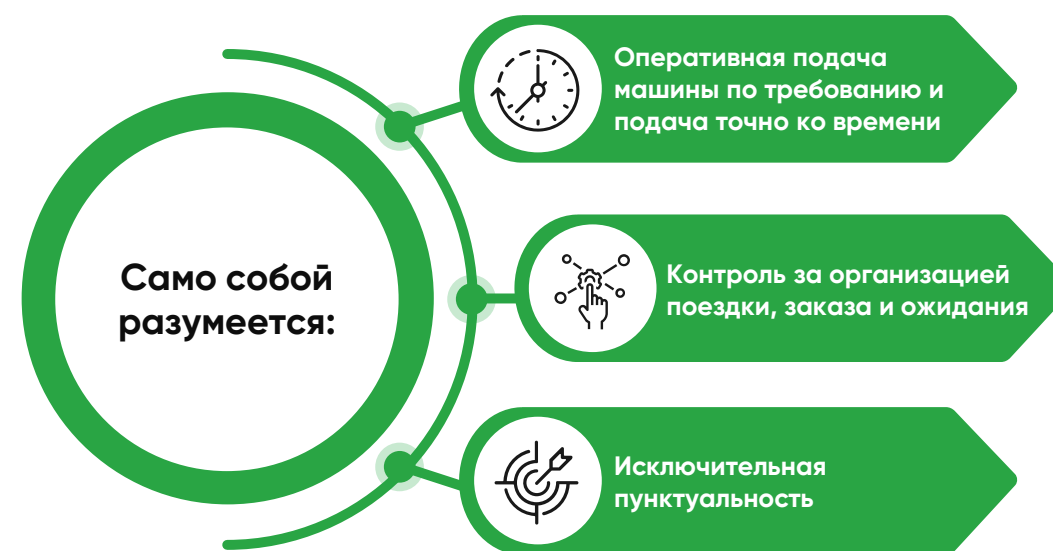 Само собой
разумеется:
Оперативная подача
машины по требованию и
подача точно ко времени
Контроль за организацией
поездки, заказа и ожидания
Исключительная
пунктуальность